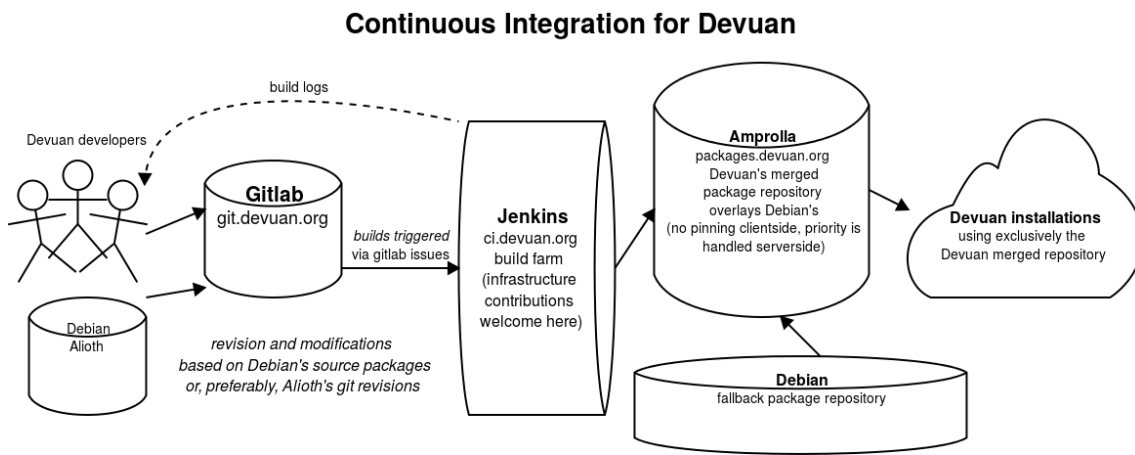 Continuous Integration for Devuan
build logs
Devuan developers
Gitlab
git.devuan.org
Debian
Alioth
revision and modifications
based on Debian's source packages
or, preferably, Alioth's git revisions
builds triggered
via gitlab issues
Jenkins
ci.devuan.org
build farm
(infrastructure
contributions
welcome here)
Amprolla
packages.devuan.org
Devuan's merged
package repository
overlays Debian's
(no pinning clientside, priority is
handled serverside)
Debian
fallback package repository
Devuan installations
using exclusively the
Devuan merged repository